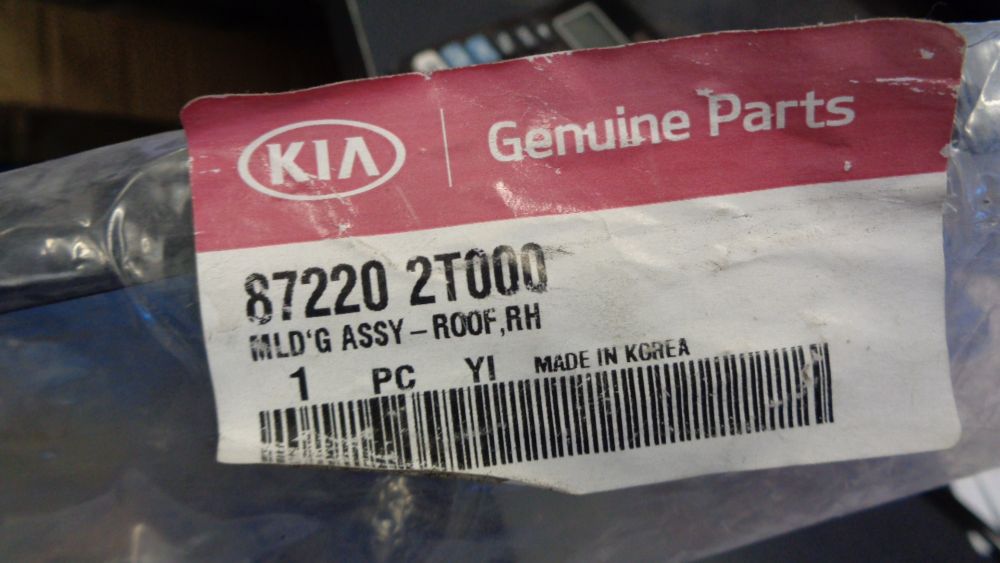 KIA Genuine Parts
87220 2T000
MLD'G ASSY-ROOF,RH
1 PC YI MADE IN KOREA